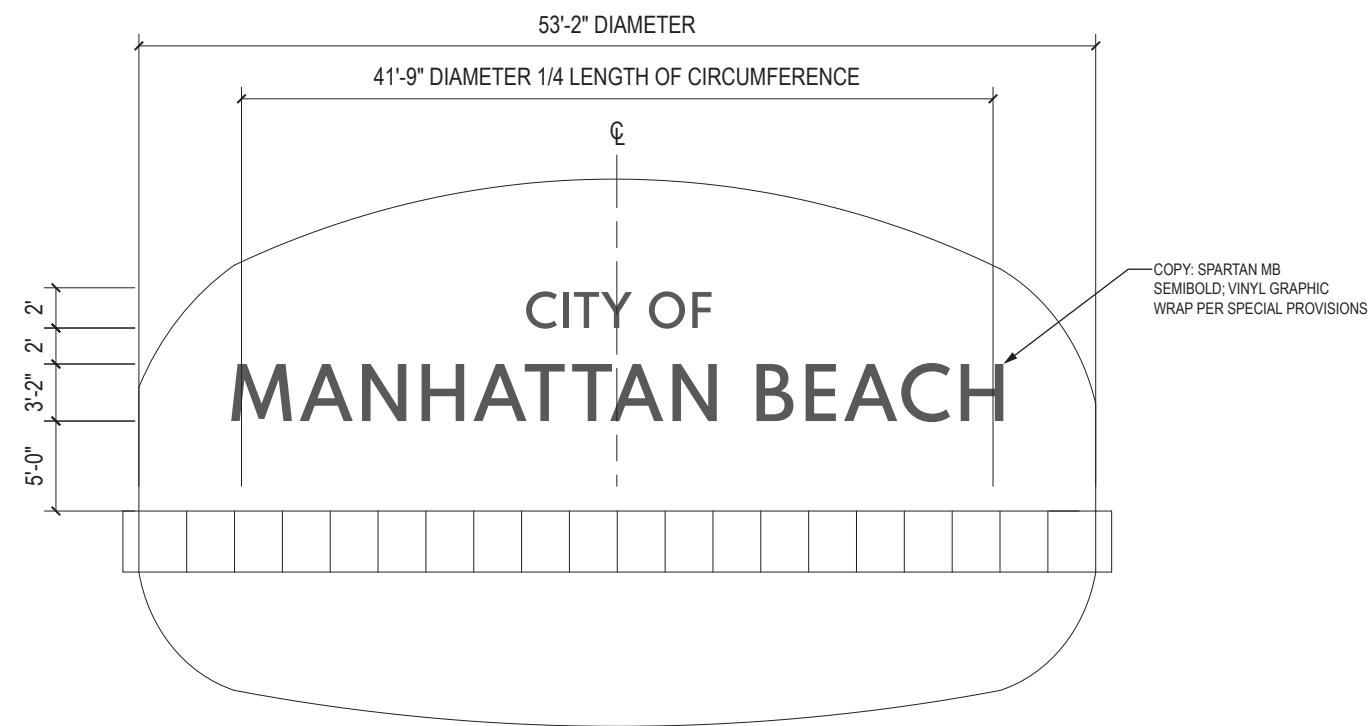 53'-2" DIAMETER
41'-9" DIAMETER 1/4 LENGTH OF CIRCUMFERENCE
℄
CITY OF
MANHATTAN BEACH
COPY: SPARTAN MB
SEMIBOLD; VINYL GRAPHIC
WRAP PER SPECIAL PROVISIONS
2'
2'
3'-2"
5'-0"